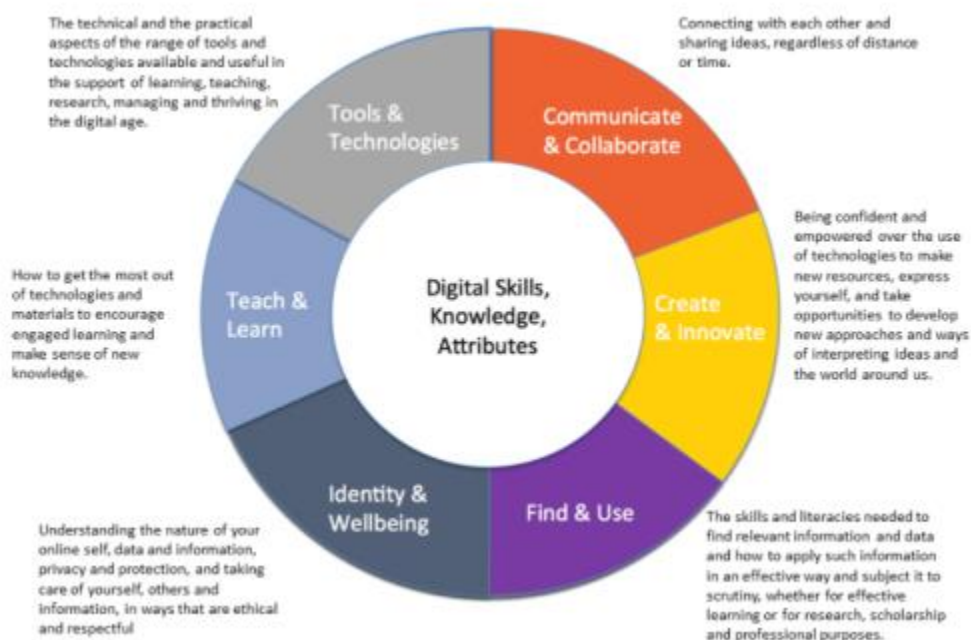 The technical and the practical
aspects of the range of tools and
technologies available and useful in
the support of learning, teaching,
research, managing and thriving in
the digital age.
Connecting with each other and
sharing ideas, regardless of distance
or time.
Tools &
Technologies
Communicate
& Collaborate
Being confident and
empowered over the use
of technologies to make
new resources, express
yourself, and take
opportunities to develop
new approaches and ways
of interpreting ideas and
the world around us.
How to get the most out
of technologies and
materials to encourage
engaged learning and
make sense of new
knowledge.
Teach &
Learn
Digital Skills,
Knowledge,
Attributes
Create
& Innovate
Identity &
Wellbeing
Find & Use
Understanding the nature of your
online self, data and information,
privacy and protection, and taking
care of yourself, others and
information, in ways that are ethical
and respectful
The skills and literacies needed to
find relevant information and data
and how to apply such information
in an effective way and subject it to
scrutiny, whether for effective
learning or for research, scholarship
and professional purposes.